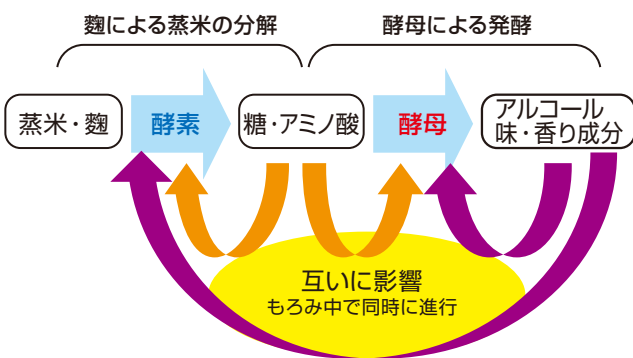 麴による蒸米の分解
酵母による発酵
蒸米・麴
酵素
糖・アミノ酸
酵母
アルコール
味・香り成分
互いに影響
もろみ中で同時に進行